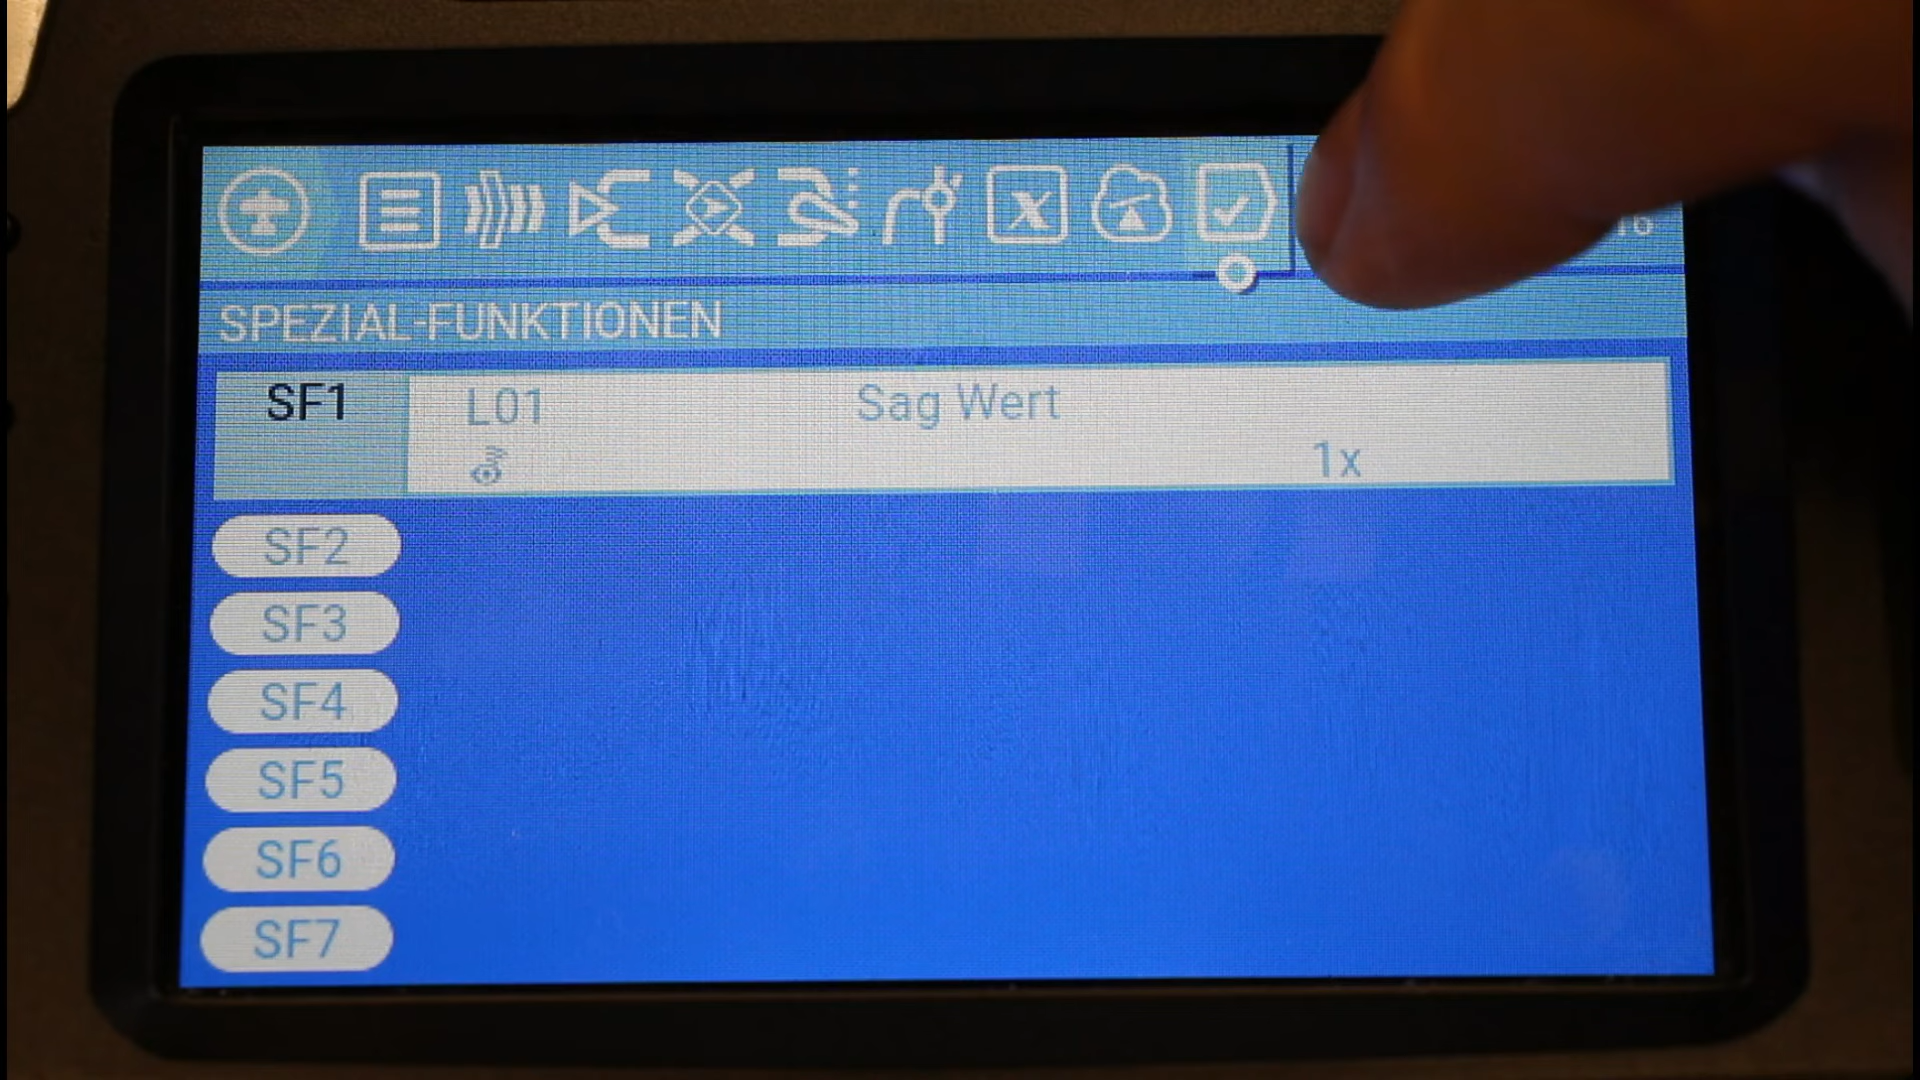 SPEZIAL-FUNKTIONEN
SF1 L01 Sag Wert
1x
SF2
SF3
SF4
SF5
SF6
SF7